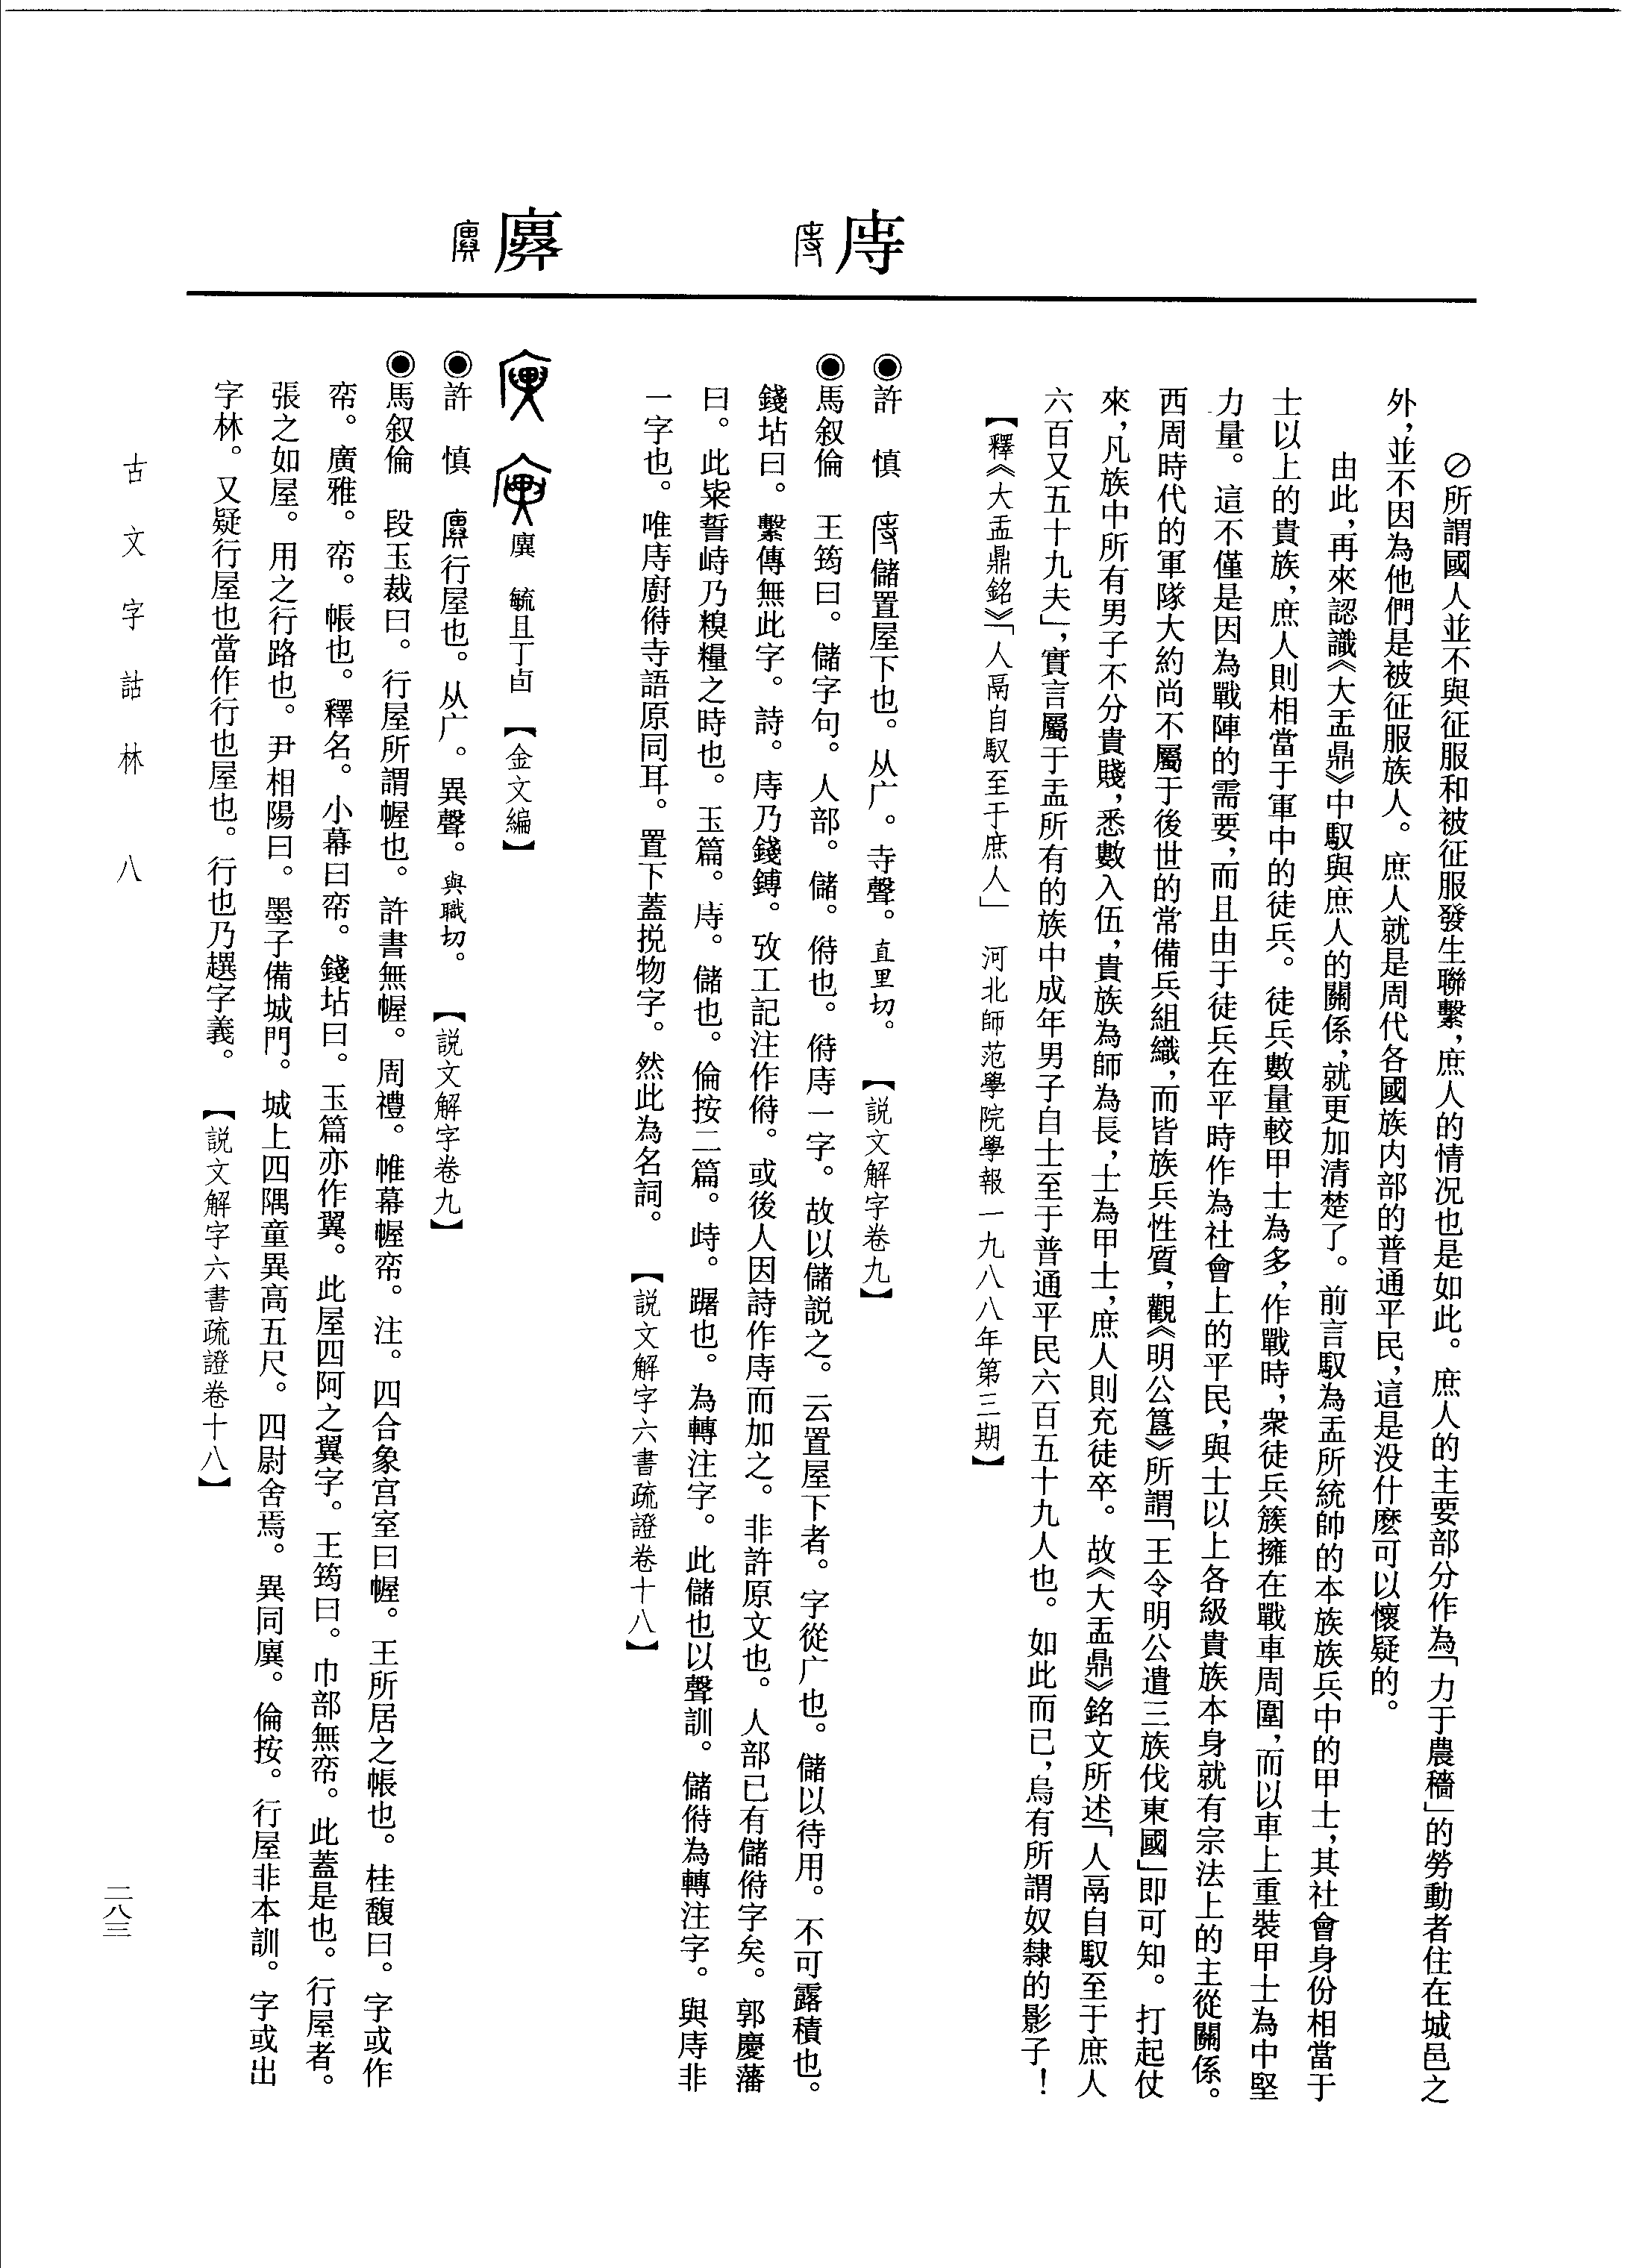 庤
廙
⊘所謂國人並不與征服和被征服發生聯繫，庶人的情况也是如此。庶人的主要部分作為「力于農穡」的勞動者住在城邑之
外，並不因為他們是被征服族人。庶人就是周代各國族内部的普通平民，這是没什麽可以懷疑的。
由此，再來認識《大盂鼎》中馭與庶人的關係，就更加清楚了。前言馭為盂所統帥的本族族兵中的甲士，其社會身份相當于
士以上的貴族，庶人則相當于軍中的徒兵。徒兵數量較甲士為多，作戰時，衆徒兵簇擁在戰車周圍，而以車上重裝甲士為中堅
力量。這不僅是因為戰陣的需要，而且由于徒兵在平時作為社會上的平民，與士以上各級貴族本身就有宗法上的主從關係。
西周時代的軍隊大約尚不屬于後世的常備兵組織，而皆族兵性質，觀《明公簋》所謂「王令明公遣三族伐東國」即可知。打起仗
來，凡族中所有男子不分貴賤，悉數入伍，貴族為師為長，士為甲士，庶人則充徒卒。故《大盂鼎》銘文所述「人鬲自馭至于庶人
六百又五十九夫」，實言屬于盂所有的族中成年男子自士至于普通平民六百五十九人也。如此而已，烏有所謂奴隸的影子！
【釋《大盂鼎銘》「人鬲自馭至于庶人」　河北師范學院學報一九八八年第三期】
◉許　慎　庤儲置屋下也。从广。寺聲。直里切。　【説文解字卷九】
◉馬叙倫　王筠曰。儲字句。人部。儲。偫也。偫庤一字。故以儲説之。云置屋下者。字從广也。儲以待用。不可露積也。
錢坫曰。繫傳無此字。詩。庤乃錢鎛。攷工記注作偫。或後人因詩作庤而加之。非許原文也。人部已有儲偫字矣。郭慶藩
曰。此粊誓峙乃糗糧之時也。玉篇。庤。儲也。倫按二篇。歭。踞也。為轉注字。此儲也以聲訓。儲偫為轉注字。與庤非
一字也。唯庤廚偫寺語原同耳。置下蓋挩物字。然此為名詞。　【説文解字六書疏證卷十八】
廙　毓且丁卣　【金文編】
◉許　慎　廙行屋也。从广。異聲。與職切。　【説文解字卷九】
◉馬叙倫　段玉裁曰。行屋所謂幄也。許書無幄。周禮。帷幕幄帟。注。四合象宫室曰幄。王所居之帳也。桂馥曰。字或作
帟。廣雅。帟。帳也。釋名。小幕曰帟。錢坫曰。玉篇亦作翼。此屋四阿之翼字。王筠曰。巾部無帟。此蓋是也。行屋者。
張之如屋。用之行路也。尹相陽曰。墨子備城門。城上四隅童異高五尺。四尉舍焉。異同廙。倫按。行屋非本訓。字或出
字林。又疑行屋也當作行也屋也。行也乃趩字義。　【説文解字六書疏證卷十八】
古文字詁林　八
二八三